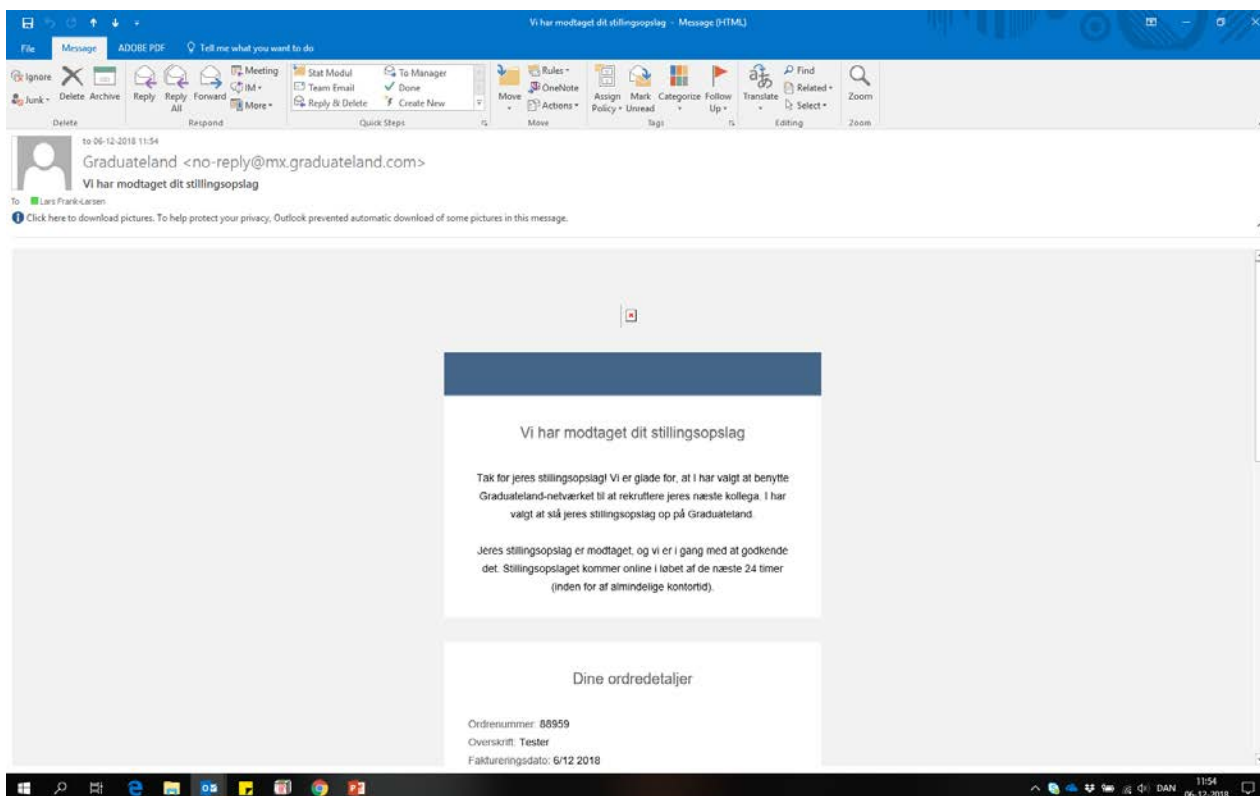 Vi har modtaget dit stillingsopslag - Message (HTML)
File Message ADOBE PDF Tell me what you want to do
Ignore
Junk
Delete
Archive
Reply
Reply All
Forward
Meeting
IM
More
Stat Modul
Team Email
Reply & Delete
To Manager
Done
Create New
Move
Rules
OneNote
Actions
Assign Policy
Mark Unread
Categorize
Follow Up
Translate
Find
Related
Select
Zoom
Delete Respond Quick Steps Move Tags Editing Zoom
to 06-12-2018 11:54
Graduateland <no-reply@mx.graduateland.com>
Vi har modtaget dit stillingsopslag
To Lars Frank-Larsen
Click here to download pictures. To help protect your privacy, Outlook prevented automatic download of some pictures in this message.
Vi har modtaget dit stillingsopslag
Tak for jeres stillingsopslag! Vi er glade for, at I har valgt at benytte
Graduateland-netværket til at rekruttere jeres næste kollega. I har
valgt at slå jeres stillingsopslag op på Graduateland.
Jeres stillingsopslag er modtaget, og vi er i gang med at godkende
det. Stillingsopslaget kommer online i løbet af de næste 24 timer
(inden for af almindelige kontortid).
Dine ordredetaljer
Ordrenummer: 88959
Overskrift: Tester
Faktureringsdato: 6/12 2018
DAN
11:54
06-12-2018